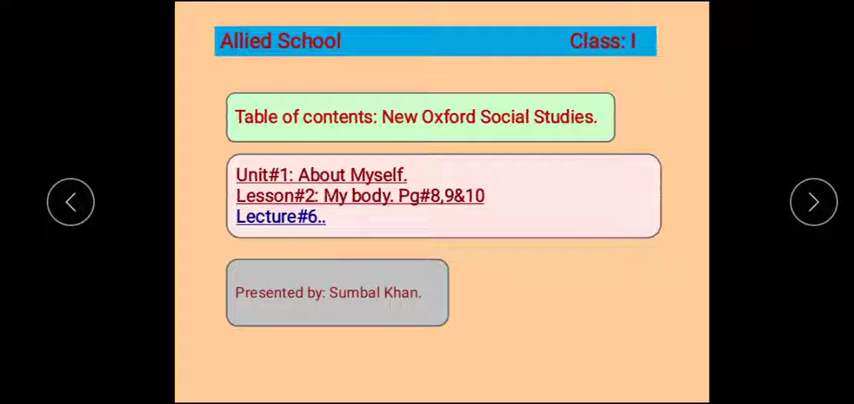 Allied School Class: I
Table of contents: New Oxford Social Studies.
Unit#1: About Myself.
Lesson#2: My body. Pg#8,9&10
Lecture#6..
Presented by: Sumbal Khan.